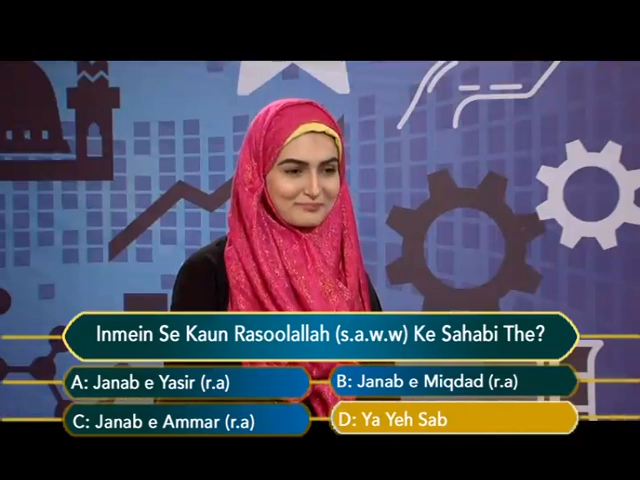 Inmein Se Kaun Rasoolallah (s.a.w.w) Ke Sahabi The?
A: Janab e Yasir (r.a)
B: Janab e Miqdad (r.a)
C: Janab e Ammar (r.a)
D: Ya Yeh Sab